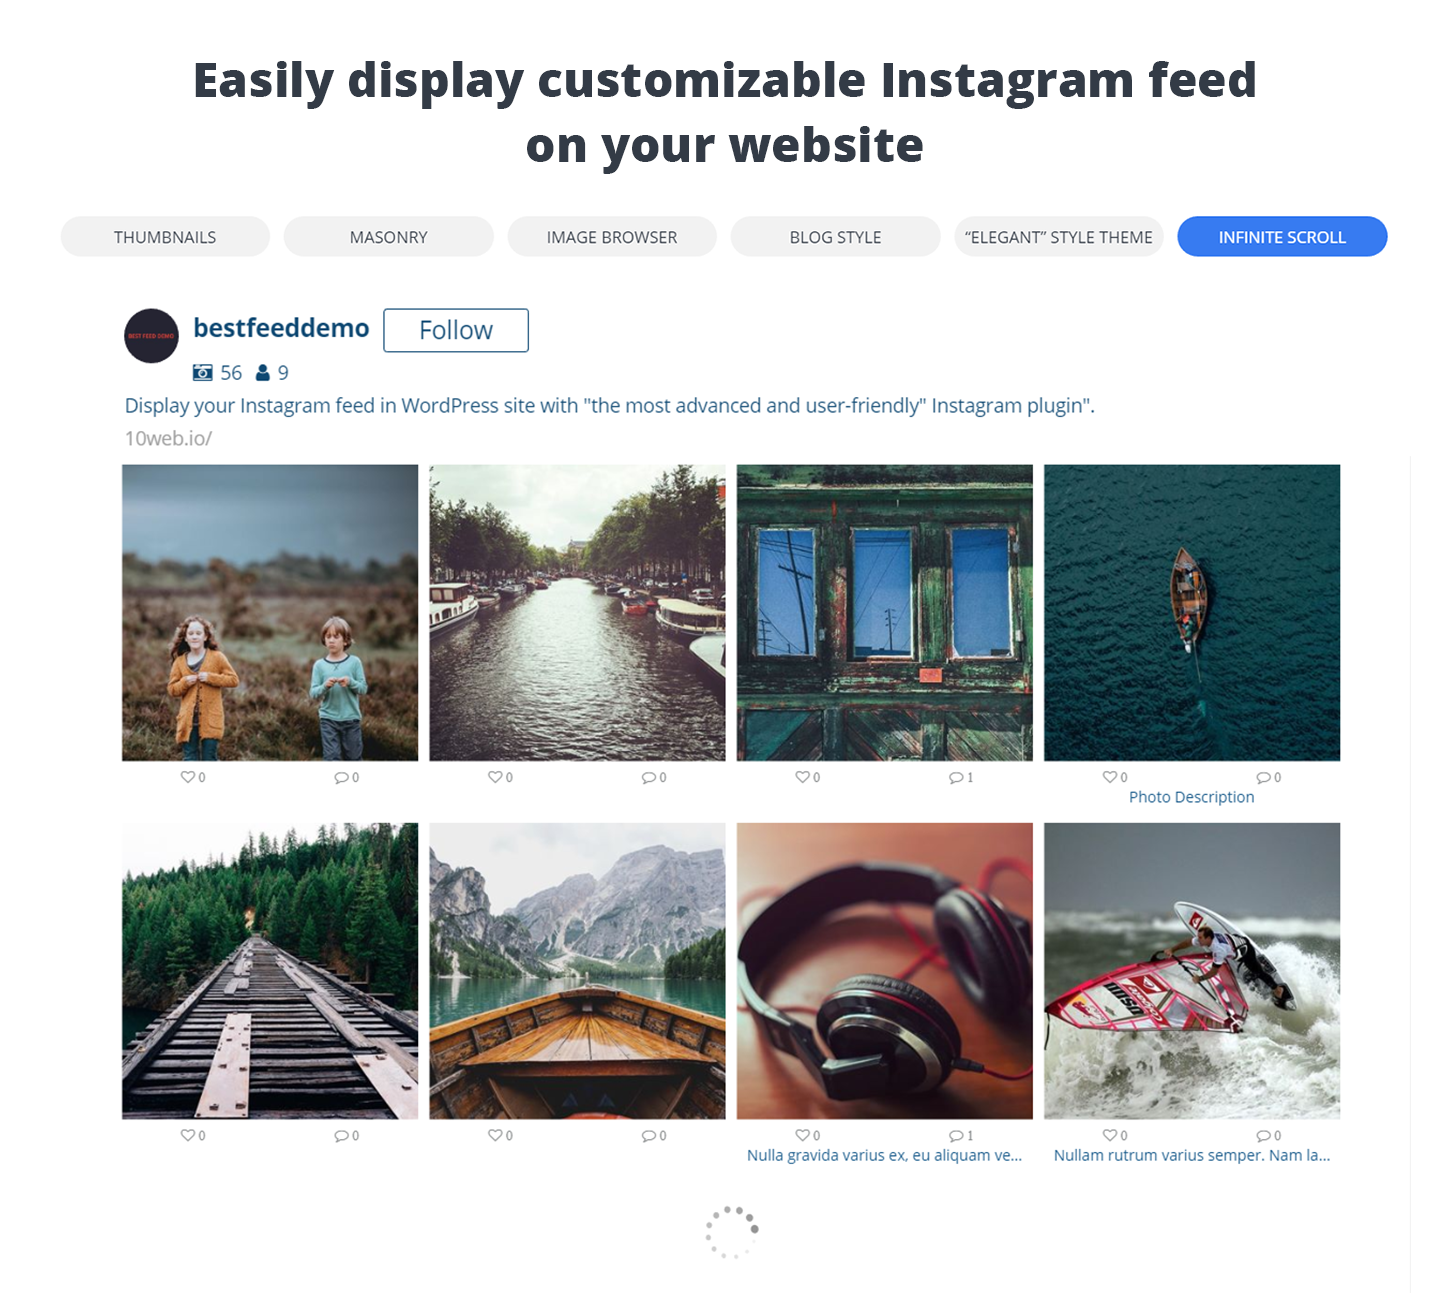 Easily display customizable Instagram feed
on your website
THUMBNAILS
MASONRY
IMAGE BROWSER
BLOG STYLE
“ELEGANT” STYLE THEME
INFINITE SCROLL
BEST FEED DEMO
bestfeeddemo
Follow
56 9
Display your Instagram feed in WordPress site with "the most advanced and user-friendly" Instagram plugin".
10web.io/
0 0
0 0
0 1
0 0
Photo Description
0 0
0 0
0 1
Nulla gravida varius ex, eu aliquam ve...
0 0
Nullam rutrum varius semper. Nam la...